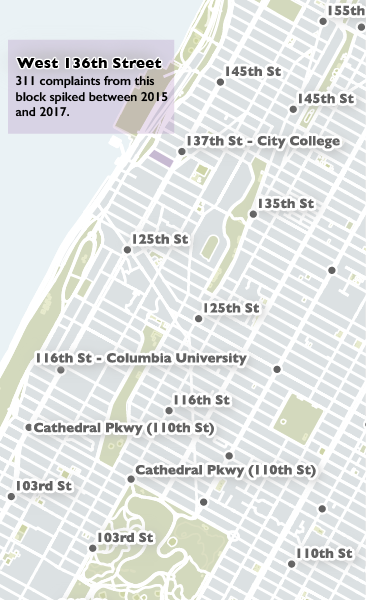 155th
West 136th Street
311 complaints from this
block spiked between 2015
and 2017.
145th St
145th St
137th St - City College
135th St
125th St
125th St
116th St - Columbia University
116th St
Cathedral Pkwy (110th St)
Cathedral Pkwy (110th St)
103rd St
103rd St
110th St